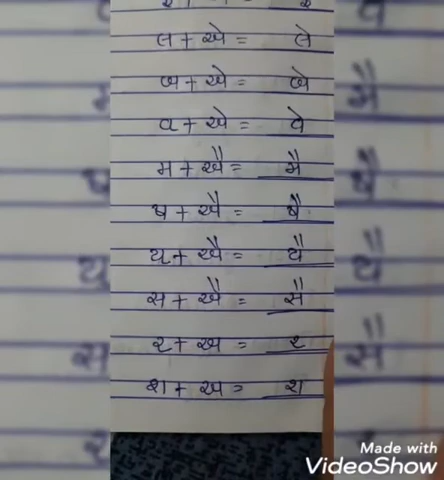 લ + એ = લે
બ + એ = બે
વ + એ = વે
મ + ઐ = મૈ
ષ + ઐ = ષૈ
ય + ઐ = યૈ
સ + ઐ = સૈ
ર + અ = ર
શ + અ = શ
Made with
VideoShow